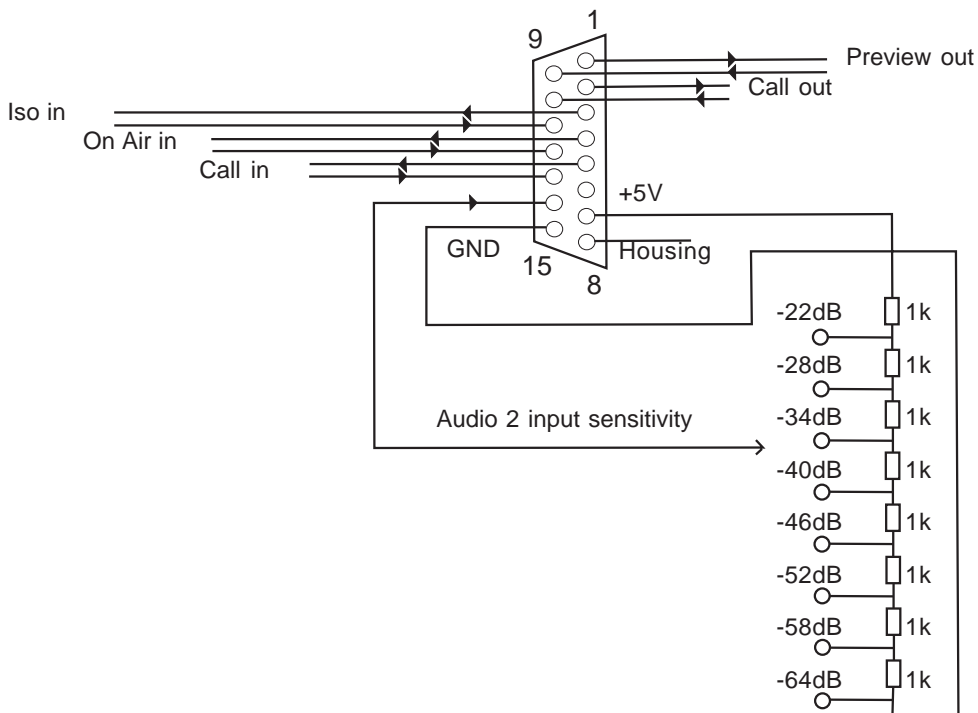 1
9
Preview out
Call out
Iso in
On Air in
Call in
+5V
GND
Housing
15
8
-22dB 1k
-28dB 1k
-34dB 1k
Audio 2 input sensitivity
-40dB 1k
-46dB 1k
-52dB 1k
-58dB 1k
-64dB 1k